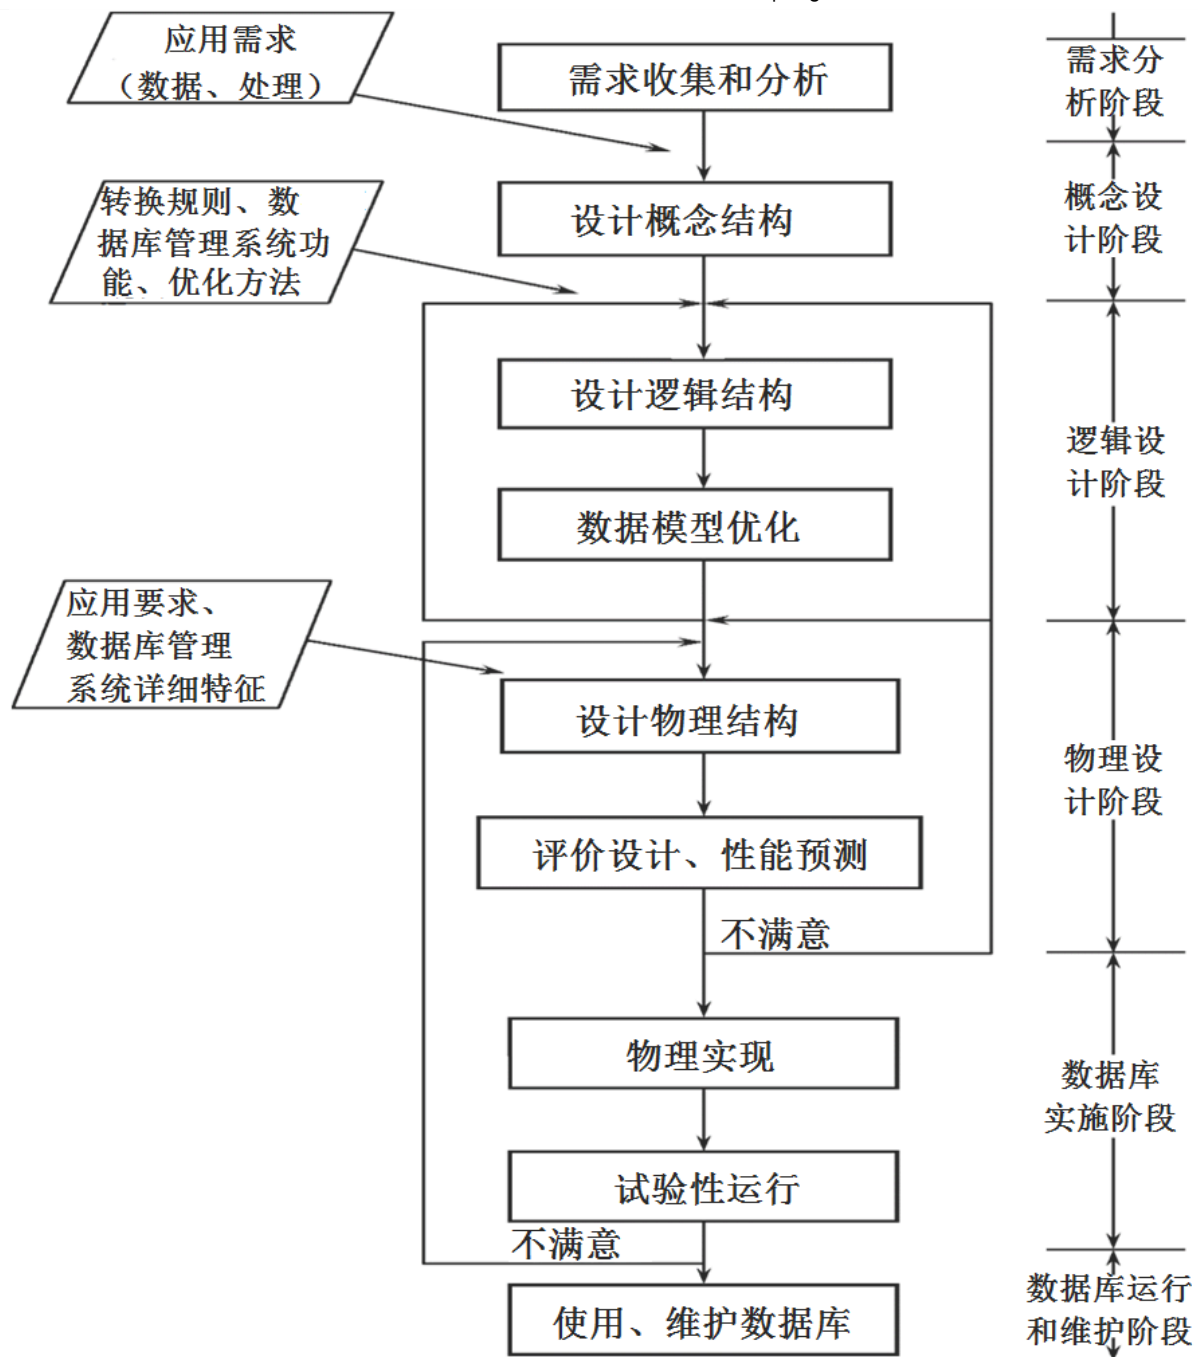 应用需求
（数据、处理）
需求收集和分析
需求分
析阶段
转换规则、数
据库管理系统功
能、优化方法
设计概念结构
概念设
计阶段
设计逻辑结构
数据模型优化
逻辑设
计阶段
应用要求、
数据库管理
系统详细特征
设计物理结构
评价设计、性能预测
不满意
物理设
计阶段
物理实现
试验性运行
不满意
数据库
实施阶段
使用、维护数据库
数据库运行
和维护阶段